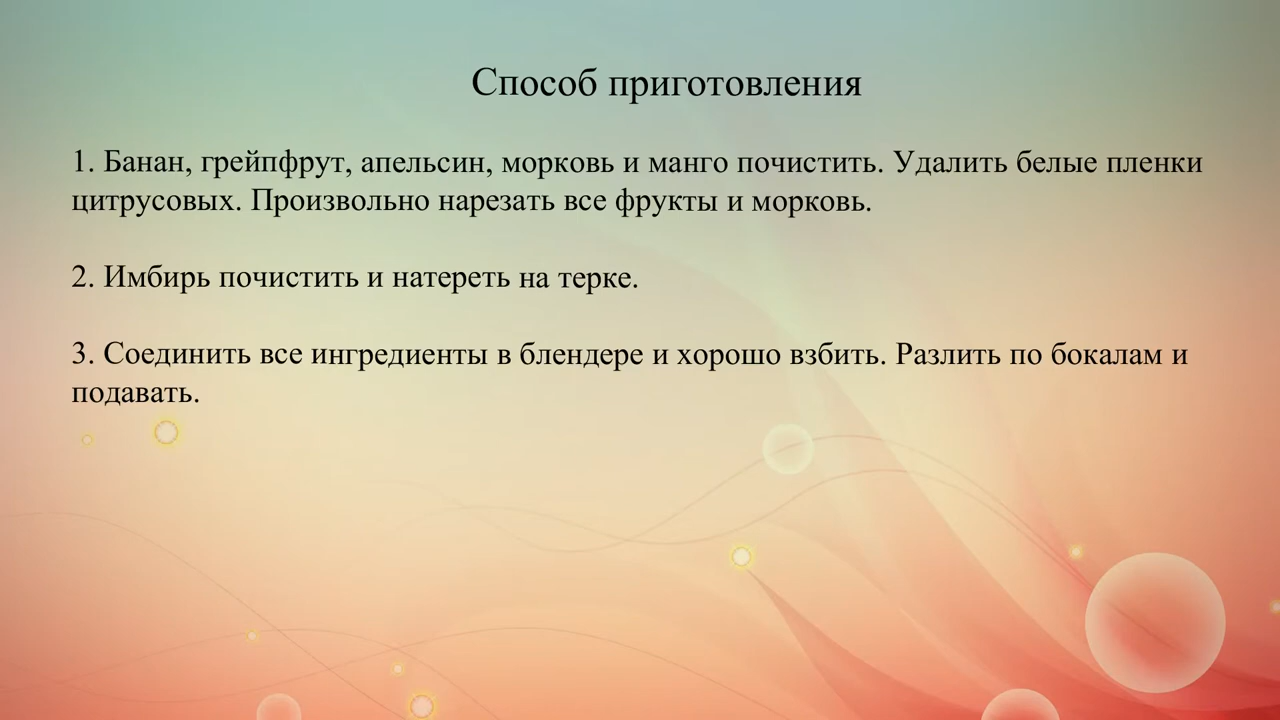 Способ приготовления
1. Банан, грейпфрут, апельсин, морковь и манго почистить. Удалить белые пленки
цитрусовых. Произвольно нарезать все фрукты и морковь.
2. Имбирь почистить и натереть на терке.
3. Соединить все ингредиенты в блендере и хорошо взбить. Разлить по бокалам и
подавать.